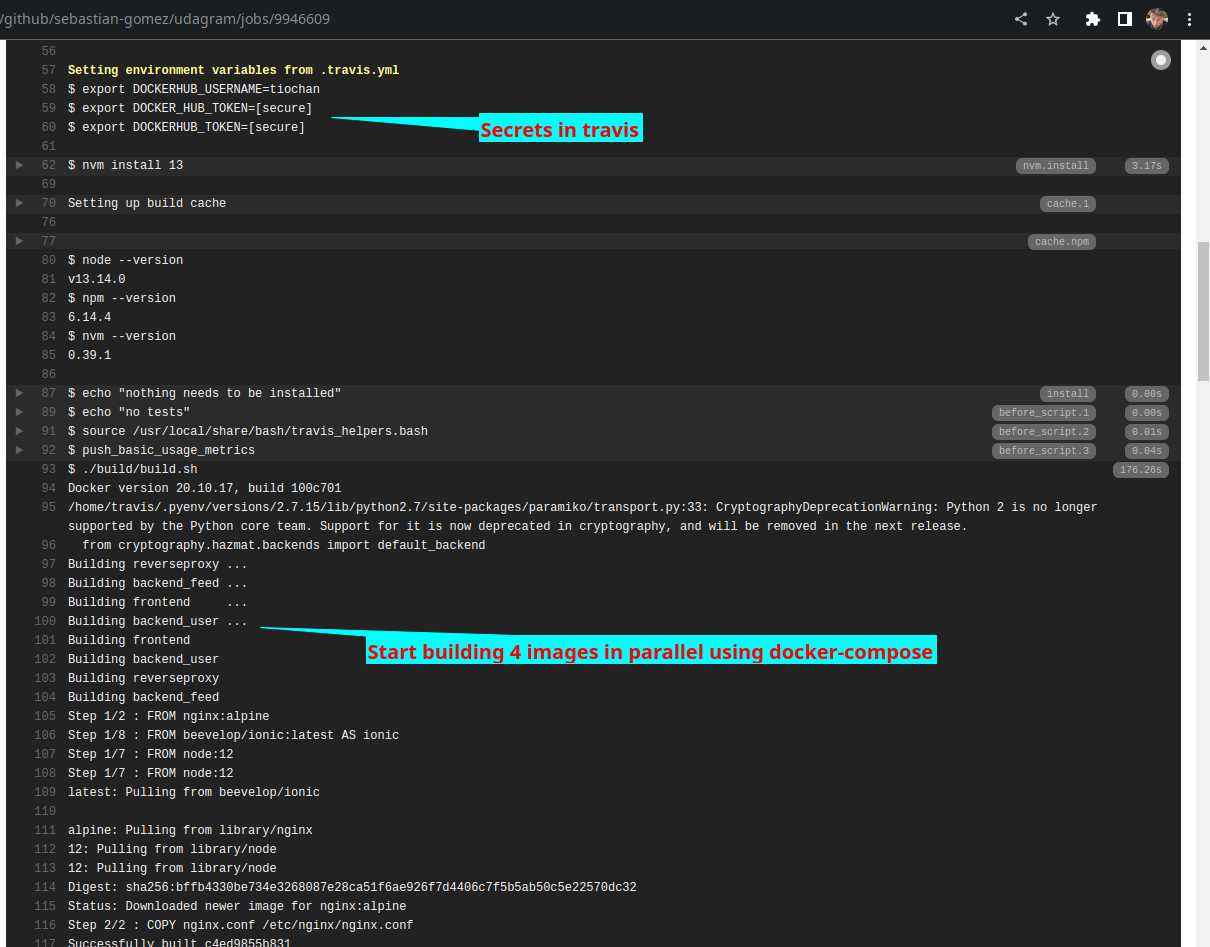 /github/sebastian-gomez/udagram/jobs/9946609
56
57 Setting environment variables from .travis.yml
58 $ export DOCKERHUB_USERNAME=tiochan
59 $ export DOCKER_HUB_TOKEN=[secure]
60 $ export DOCKERHUB_TOKEN=[secure]
Secrets in travis
61
62 $ nvm install 13 nvm.install 3.17s
69
70 Setting up build cache cache.1
76
77 cache.npm
80 $ node --version
81 v13.14.0
82 $ npm --version
83 6.14.4
84 $ nvm --version
85 0.39.1
86
87 $ echo "nothing needs to be installed" install 0.00s
89 $ echo "no tests" before_script.1 0.00s
91 $ source /usr/local/share/bash/travis_helpers.bash before_script.2 0.01s
92 $ push_basic_usage_metrics before_script.3 0.04s
93 $ ./build/build.sh 176.26s
94 Docker version 20.10.17, build 100c701
95 /home/travis/.pyenv/versions/2.7.15/lib/python2.7/site-packages/paramiko/transport.py:33: CryptographyDeprecationWarning: Python 2 is no longer
supported by the Python core team. Support for it is now deprecated in cryptography, and will be removed in the next release.
96 from cryptography.hazmat.backends import default_backend
97 Building reverseproxy ...
98 Building backend_feed ...
99 Building frontend ...
100 Building backend_user ...
101 Building frontend
Start building 4 images in parallel using docker-compose
102 Building backend_user
103 Building reverseproxy
104 Building backend_feed
105 Step 1/2 : FROM nginx:alpine
106 Step 1/8 : FROM beevelop/ionic:latest AS ionic
107 Step 1/7 : FROM node:12
108 Step 1/7 : FROM node:12
109 latest: Pulling from beevelop/ionic
110
111 alpine: Pulling from library/nginx
112 12: Pulling from library/node
113 12: Pulling from library/node
114 Digest: sha256:bffb4330be734e3268087e28ca51f6ae926f7d4406c7f5b5ab50c5e22570dc32
115 Status: Downloaded newer image for nginx:alpine
116 Step 2/2 : COPY nginx.conf /etc/nginx/nginx.conf
117 Successfully built c4ed9855b831